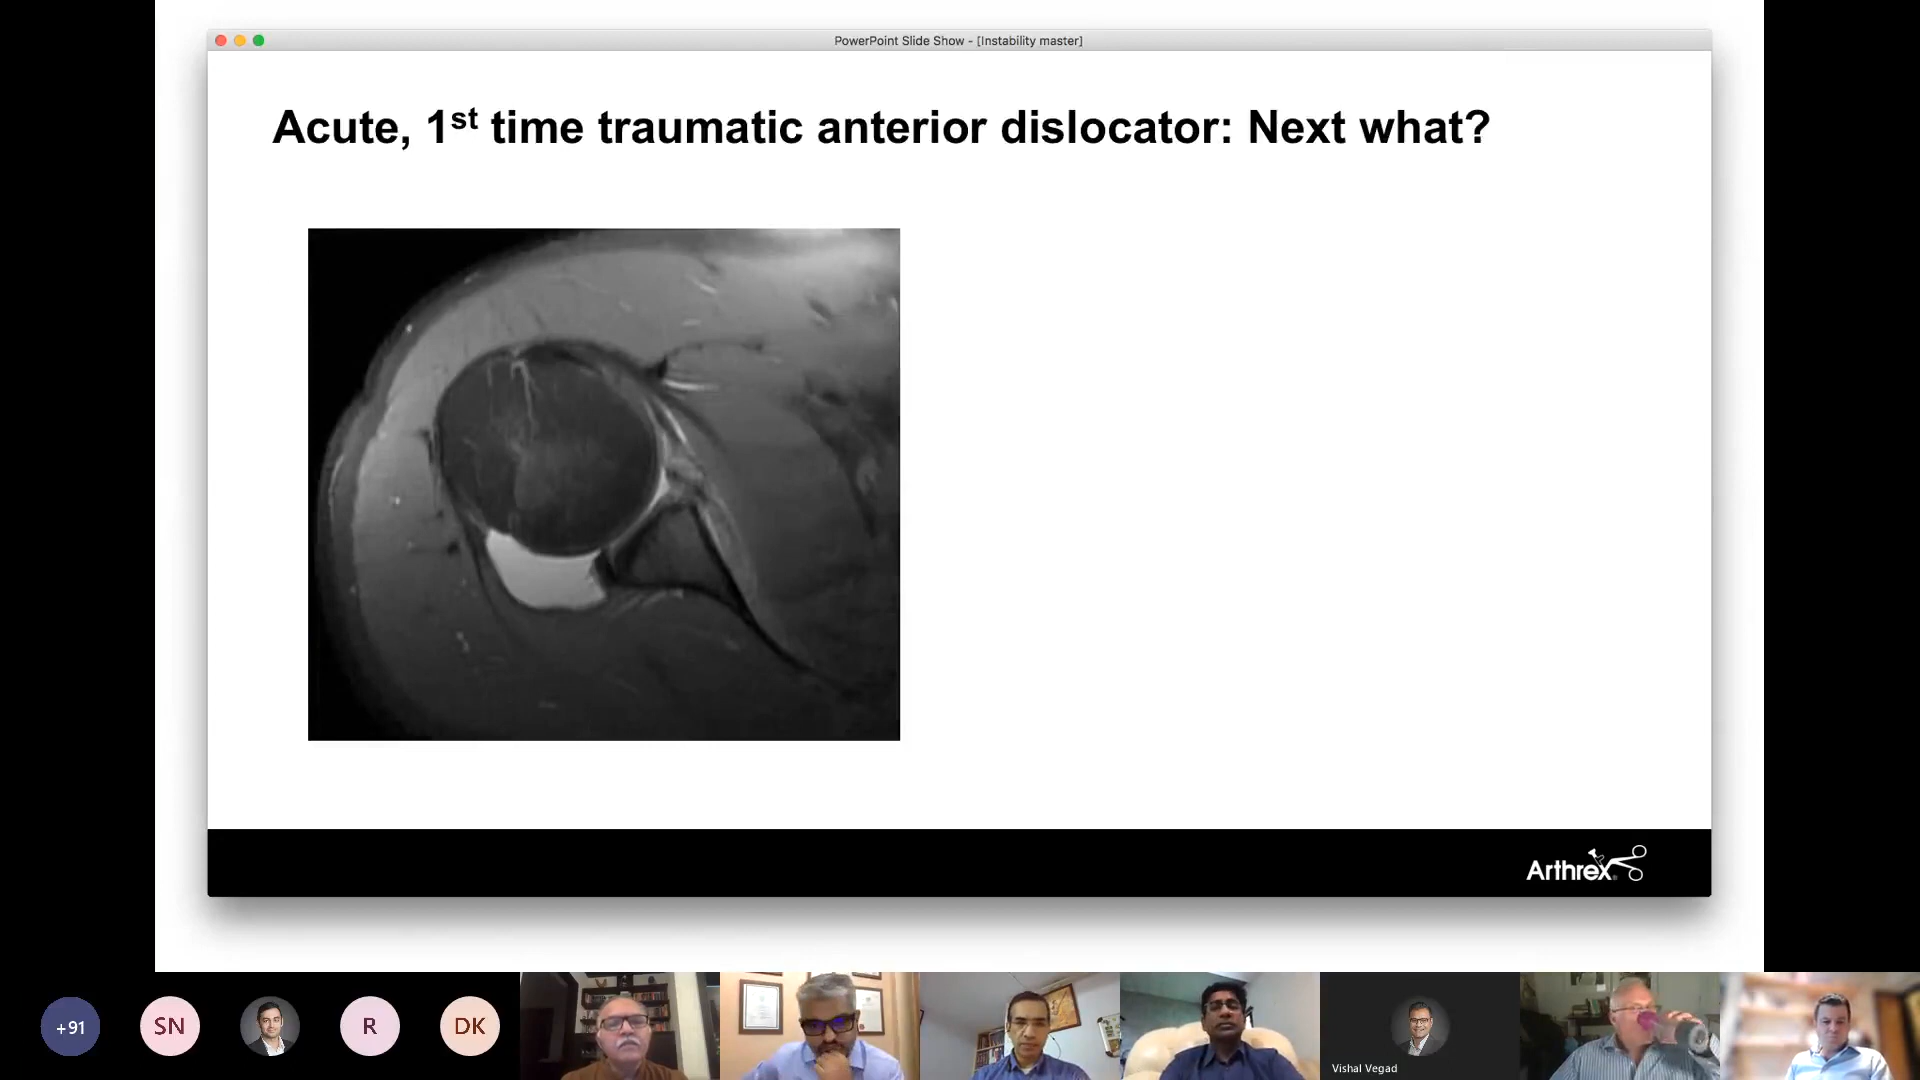 PowerPoint Slide Show - [Instability master]
Acute, 1st time traumatic anterior dislocator: Next what?
Arthrex
+91
SN
R
DK
Vishal Vegad